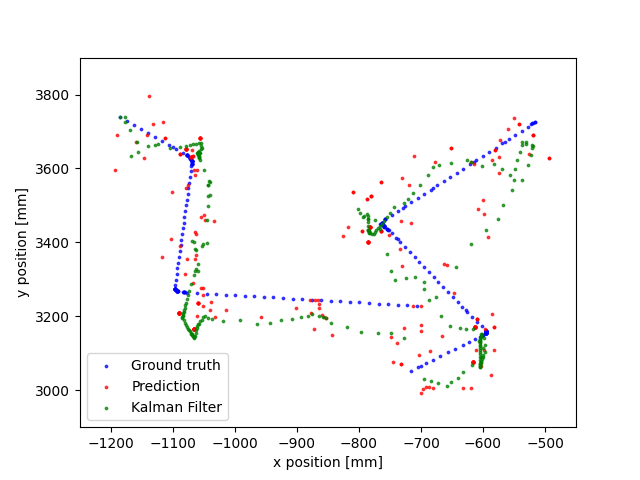 3800
3600
3400
3200
3000
y position [mm]
Ground truth
Prediction
Kalman Filter
−1200 −1100 −1000 −900 −800 −700 −600 −500
x position [mm]